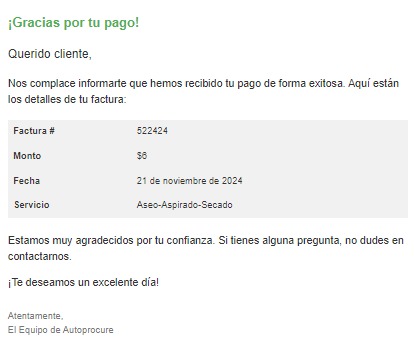 ¡Gracias por tu pago!
Querido cliente,
Nos complace informarte que hemos recibido tu pago de forma exitosa. Aquí están
los detalles de tu factura:
Factura # 522424
Monto $6
Fecha 21 de noviembre de 2024
Servicio Aseo-Aspirado-Secado
Estamos muy agradecidos por tu confianza. Si tienes alguna pregunta, no dudes en
contactarnos.
¡Te deseamos un excelente día!
Atentamente,
El Equipo de Autoprocure